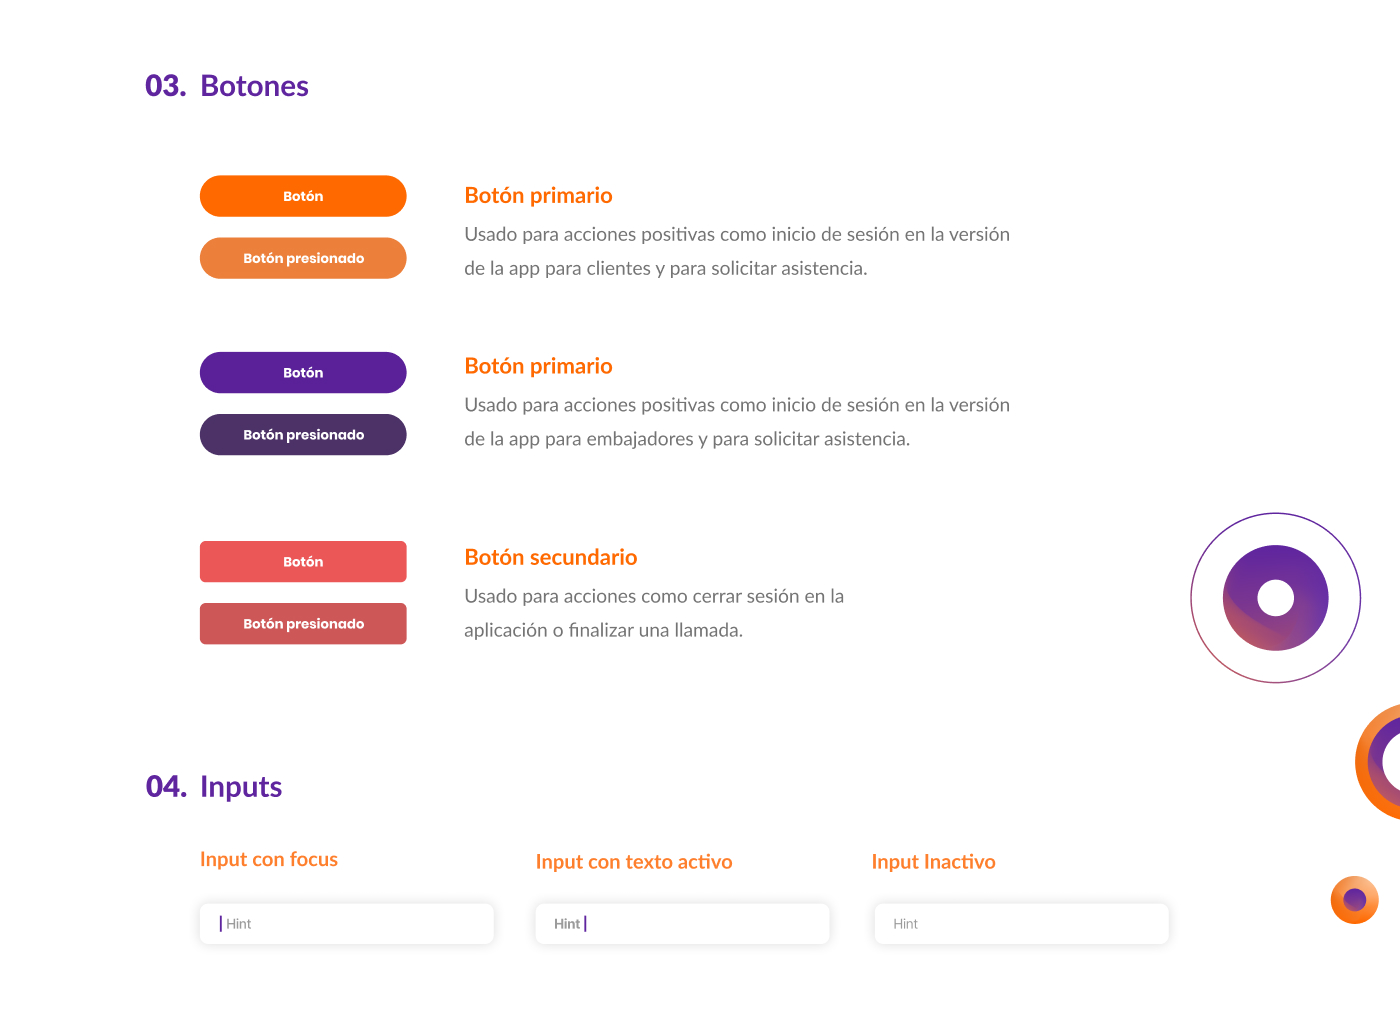 03. Botones
Botón
Botón presionado
Botón primario
Usado para acciones positivas como inicio de sesión en la versión
de la app para clientes y para solicitar asistencia.
Botón
Botón presionado
Botón primario
Usado para acciones positivas como inicio de sesión en la versión
de la app para embajadores y para solicitar asistencia.
Botón
Botón presionado
Botón secundario
Usado para acciones como cerrar sesión en la
aplicación o finalizar una llamada.
04. Inputs
Input con focus
Hint
Input con texto activo
Hint
Input Inactivo
Hint